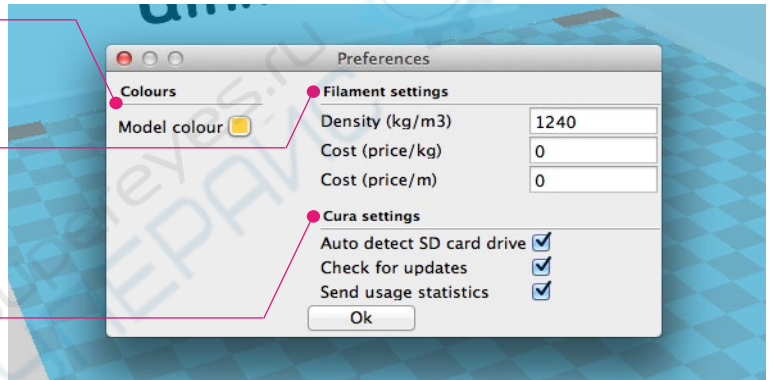 Preferences
Colours
Model colour
Filament settings
Density (kg/m3) 1240
Cost (price/kg) 0
Cost (price/m) 0
Cura settings
Auto detect SD card drive
Check for updates
Send usage statistics
Ok